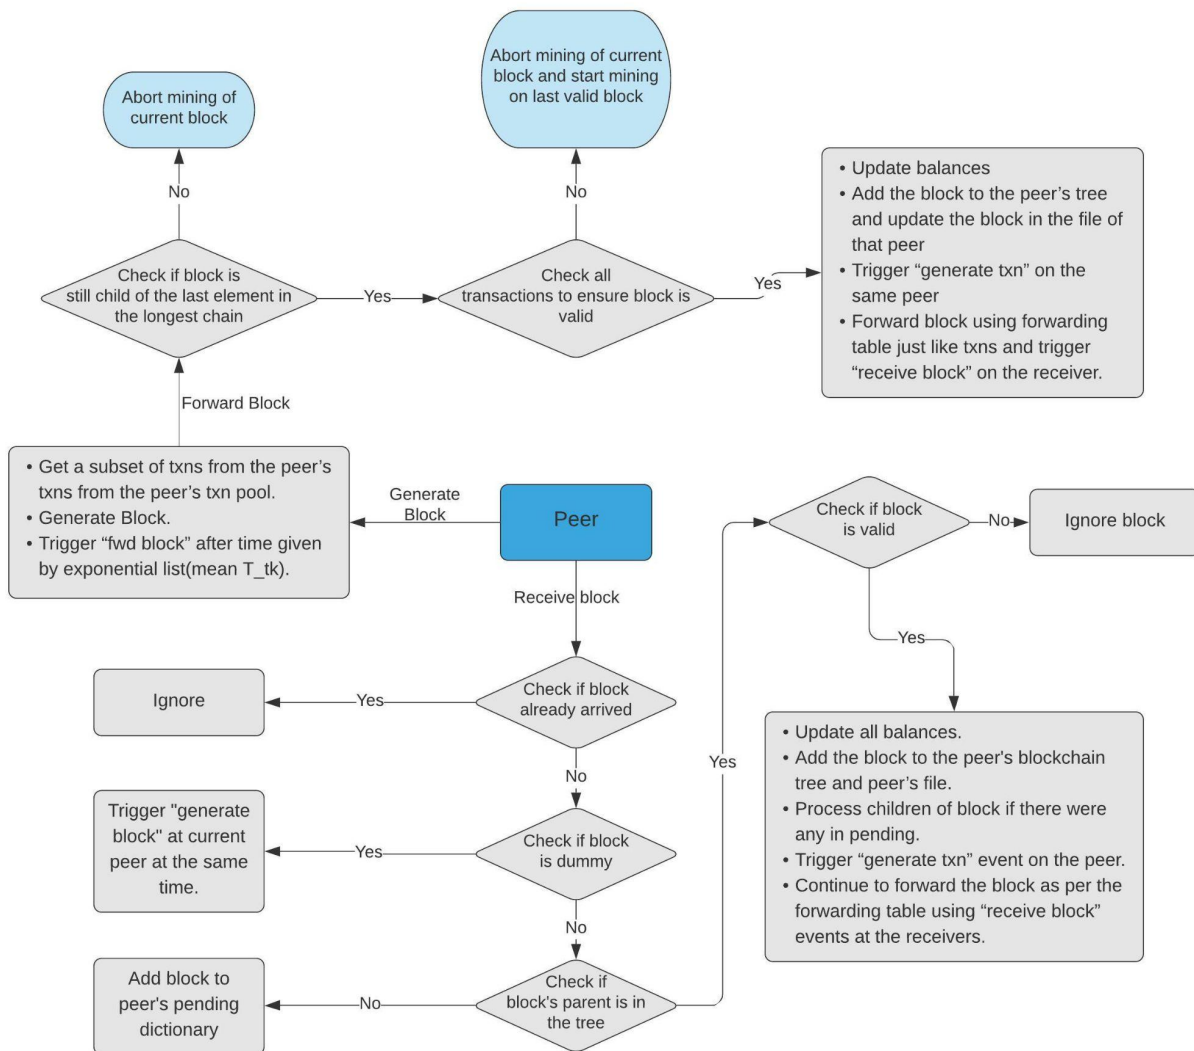 Abort mining of current
block and start mining
on last valid block
Abort mining of
current block
• Update balances
• Add the block to the peer’s tree
and update the block in the file of
that peer
• Trigger “generate txn” on the
same peer
• Forward block using forwarding
table just like txns and trigger
“receive block” on the receiver.
No
No
Check if block is
still child of the last element in
the longest chain
Yes
Check all
transactions to ensure block is
valid
Yes
Forward Block
• Get a subset of txns from the peer’s
txns from the peer’s txn pool.
• Generate Block.
• Trigger “fwd block” after time given
by exponential list(mean T_tk).
Generate
Block
Peer
Check if block
is valid
No
Ignore block
Receive block
Yes
Check if block
already arrived
Yes
Ignore
No
Yes
• Update all balances.
• Add the block to the peer's blockchain
tree and peer’s file.
• Process children of block if there were
any in pending.
• Trigger “generate txn” event on the peer.
• Continue to forward the block as per the
forwarding table using “receive block”
events at the receivers.
Trigger "generate
block" at current
peer at the same
time.
Yes
Check if block
is dummy
No
Add block to
peer's pending
dictionary
No
Check if
block's parent is in
the tree